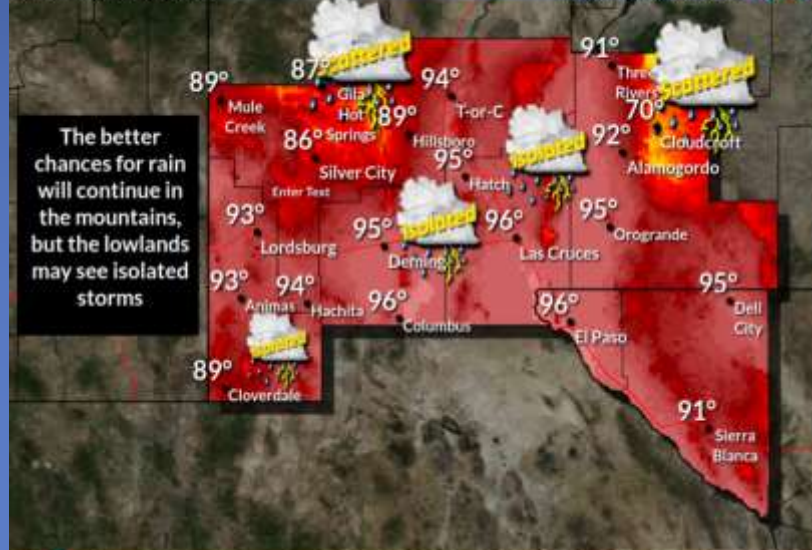 The better
chances for rain
will continue in
the mountains,
but the lowlands
may see isolated
storms
89°
Mule
Creek
87°
Scattered
Gila
Hot
Springs
86°
Silver City
Enter Text
89°
Hillsboro
94°
T-or-C
95°
Hatch
Isolated
91°
Three
Rivers
Scattered
70°
Cloudcroft
92°
Alamogordo
93°
Lordsburg
95°
Deming
Isolated
96°
Las Cruces
95°
Orogrande
93°
Animas
94°
Hachita
96°
Columbus
96°
El Paso
95°
Dell
City
Isolated
89°
Cloverdale
91°
Sierra
Blanca